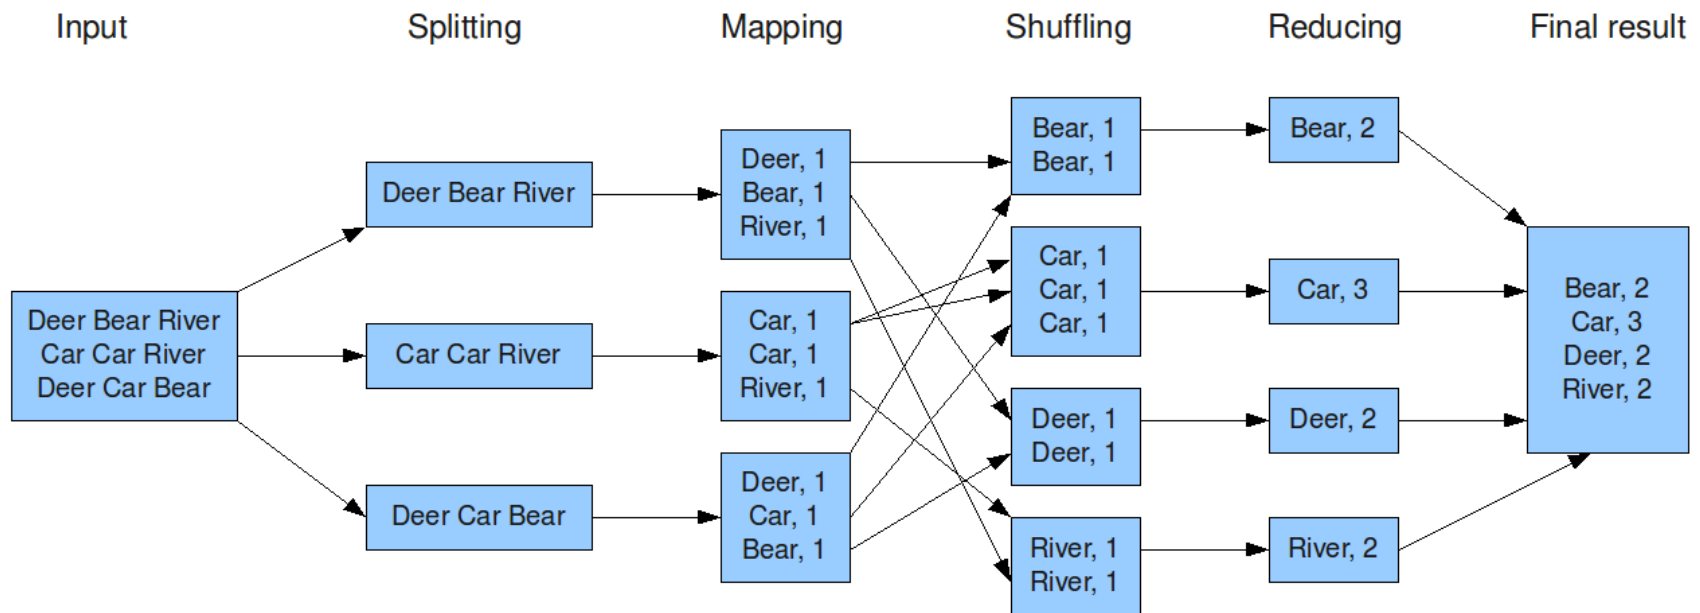 Input
Splitting
Mapping
Shuffling
Reducing
Final result
Deer Bear River
Car Car River
Deer Car Bear
Deer Bear River
Car Car River
Deer Car Bear
Deer, 1
Bear, 1
River, 1
Car, 1
Car, 1
River, 1
Deer, 1
Car, 1
Bear, 1
Bear, 1
Bear, 1
Car, 1
Car, 1
Car, 1
Deer, 1
Deer, 1
River, 1
River, 1
Bear, 2
Car, 3
Deer, 2
River, 2
Bear, 2
Car, 3
Deer, 2
River, 2